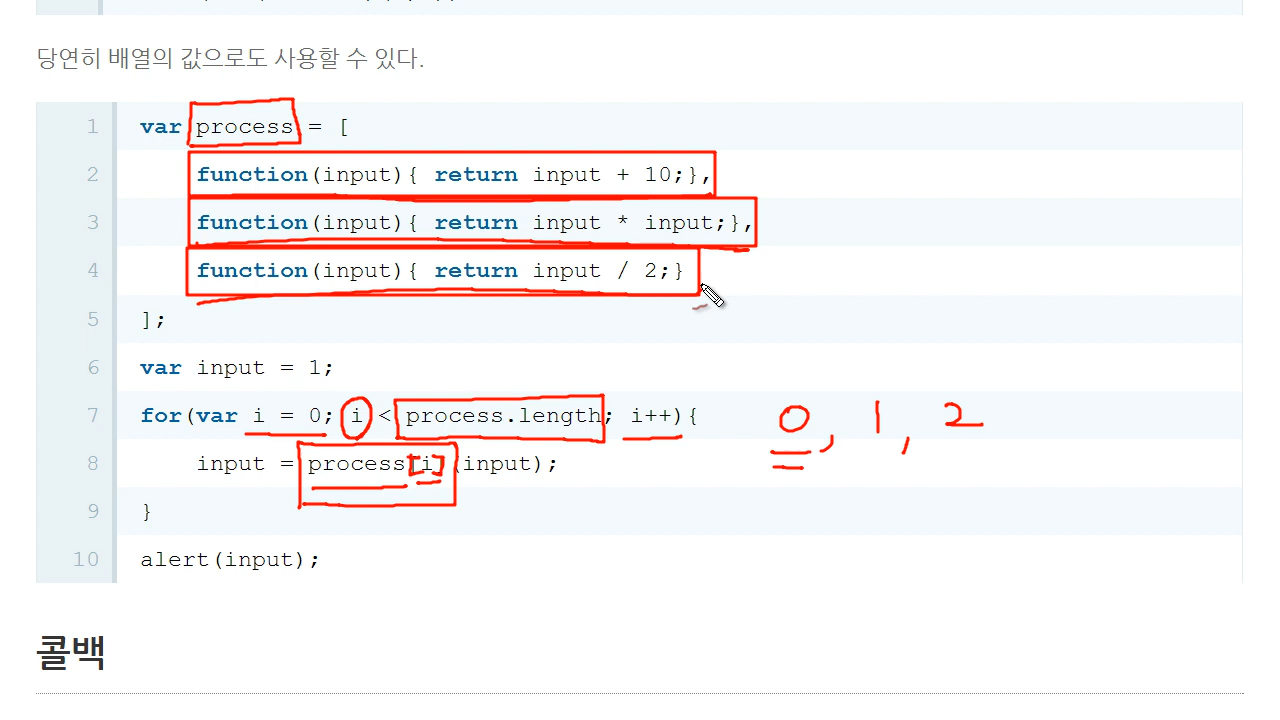 당연히 배열의 값으로도 사용할 수 있다.
1 var process = [
2 function(input){ return input + 10;},
3 function(input){ return input * input;},
4 function(input){ return input / 2;}
5 ];
6 var input = 1;
7 for(var i = 0; i < process.length; i++){ 0, 1, 2
8 input = process[i](input);
9 }
10 alert(input);
콜백